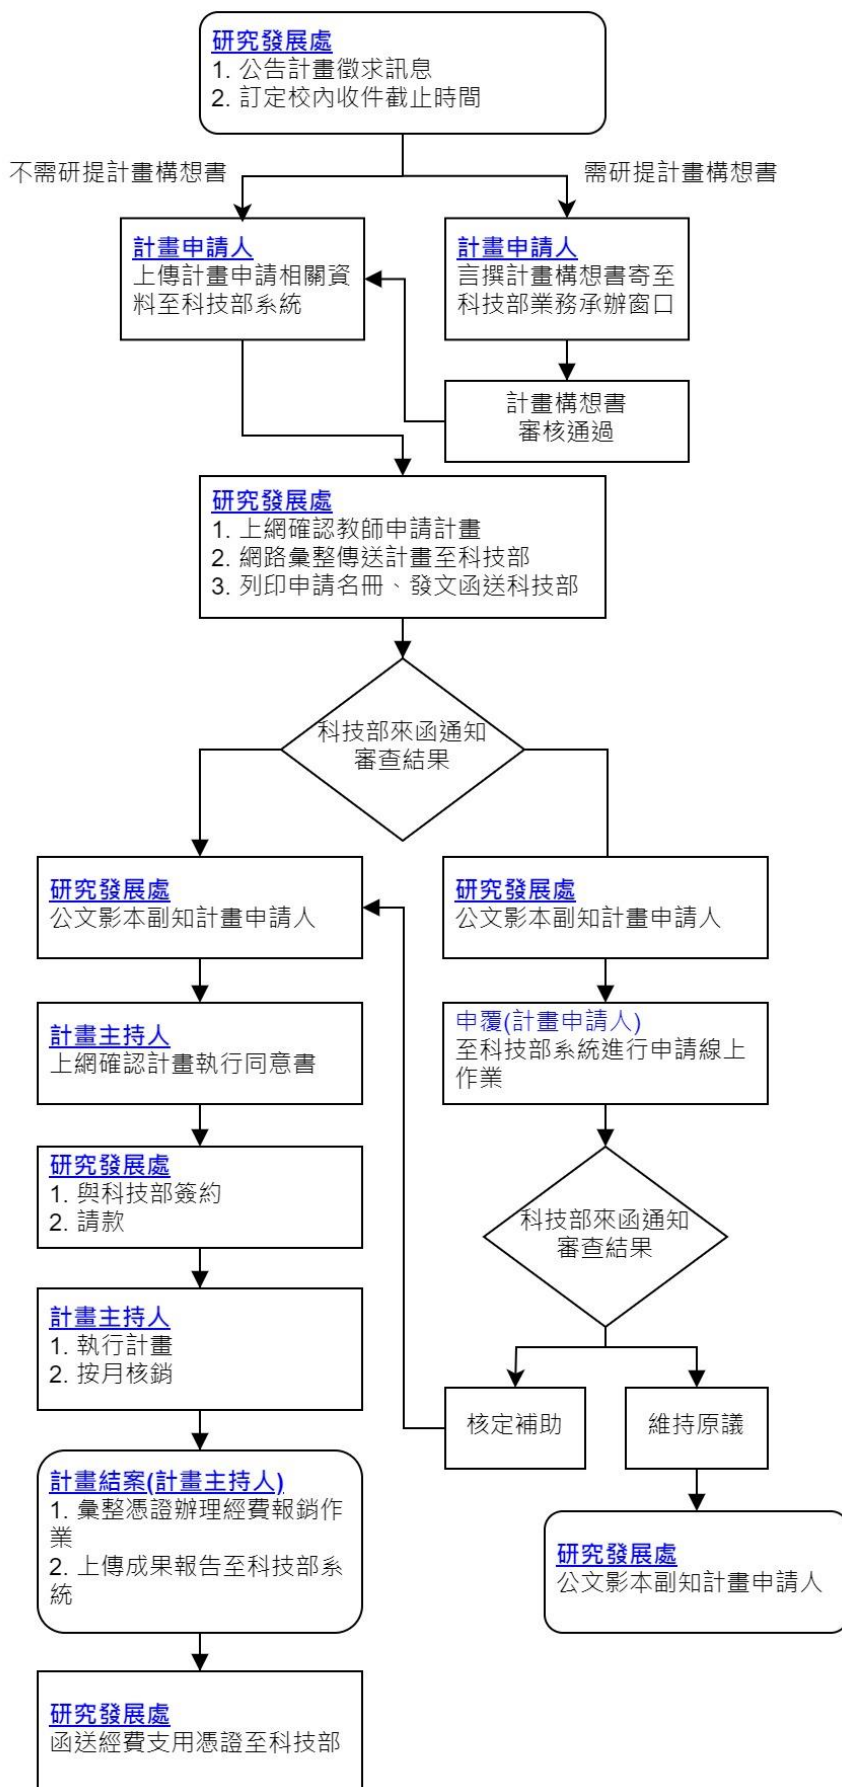 研究發展處
1. 公告計畫徵求訊息
2. 訂定校內收件截止時間
不需研提計畫構想書
需研提計畫構想書
計畫申請人
上傳計畫申請相關資
料至科技部系統
計畫申請人
言撰計畫構想書寄至
科技部業務承辦窗口
計畫構想書
審核通過
研究發展處
1. 上網確認教師申請計畫
2. 網路彙整傳送計畫至科技部
3. 列印申請名冊、發文函送科技部
科技部來函通知
審查結果
研究發展處
公文影本副知計畫申請人
研究發展處
公文影本副知計畫申請人
計畫主持人
上網確認計畫執行同意書
申覆(計畫申請人)
至科技部系統進行申請線上
作業
研究發展處
1. 與科技部簽約
2. 請款
科技部來函通知
審查結果
計畫主持人
1. 執行計畫
2. 按月核銷
核定補助
維持原議
計畫結案(計畫主持人)
1. 彙整憑證辦理經費報銷作
業
2. 上傳成果報告至科技部系
統
研究發展處
公文影本副知計畫申請人
研究發展處
函送經費支用憑證至科技部